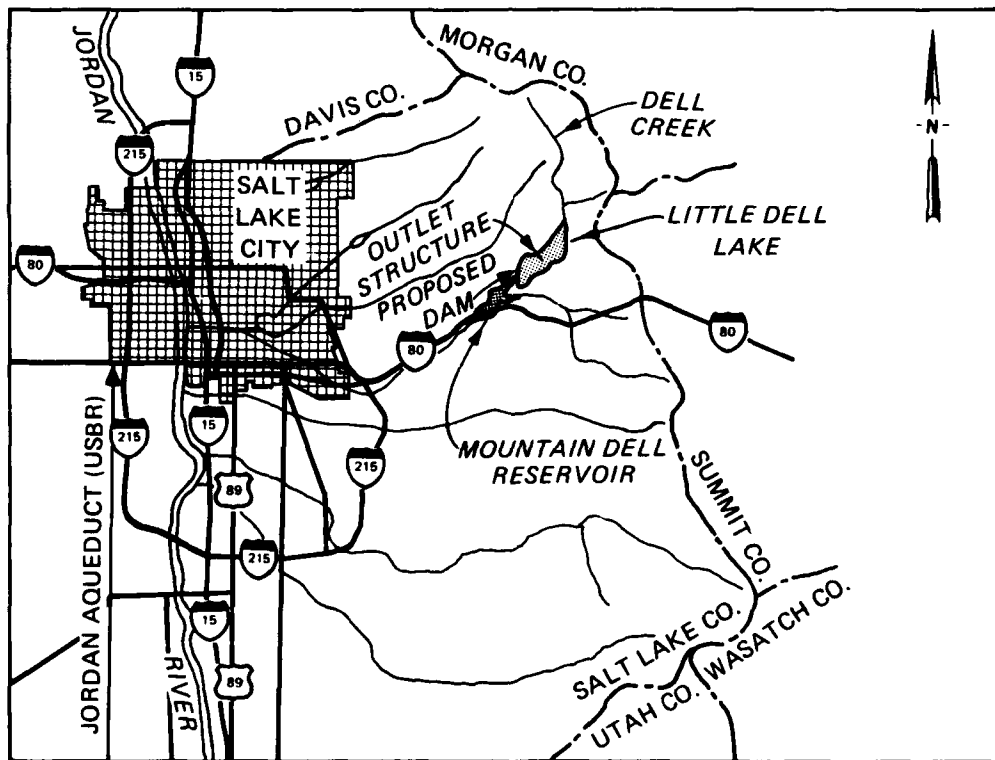 JORDAN
15
MORGAN CO.
DAVIS CO.
DELL
CREEK
-N-
215
SALT
LAKE
CITY
OUTLET
STRUCTURE
LITTLE DELL
LAKE
80
PROPOSED
DAM
80
80
JORDAN AQUEDUCT (USBR)
215
15
215
MOUNTAIN DELL
RESERVOIR
89
SUMMIT CO.
215
15
SALT LAKE CO.
WASATCH CO.
RIVER
89
UTAH CO.